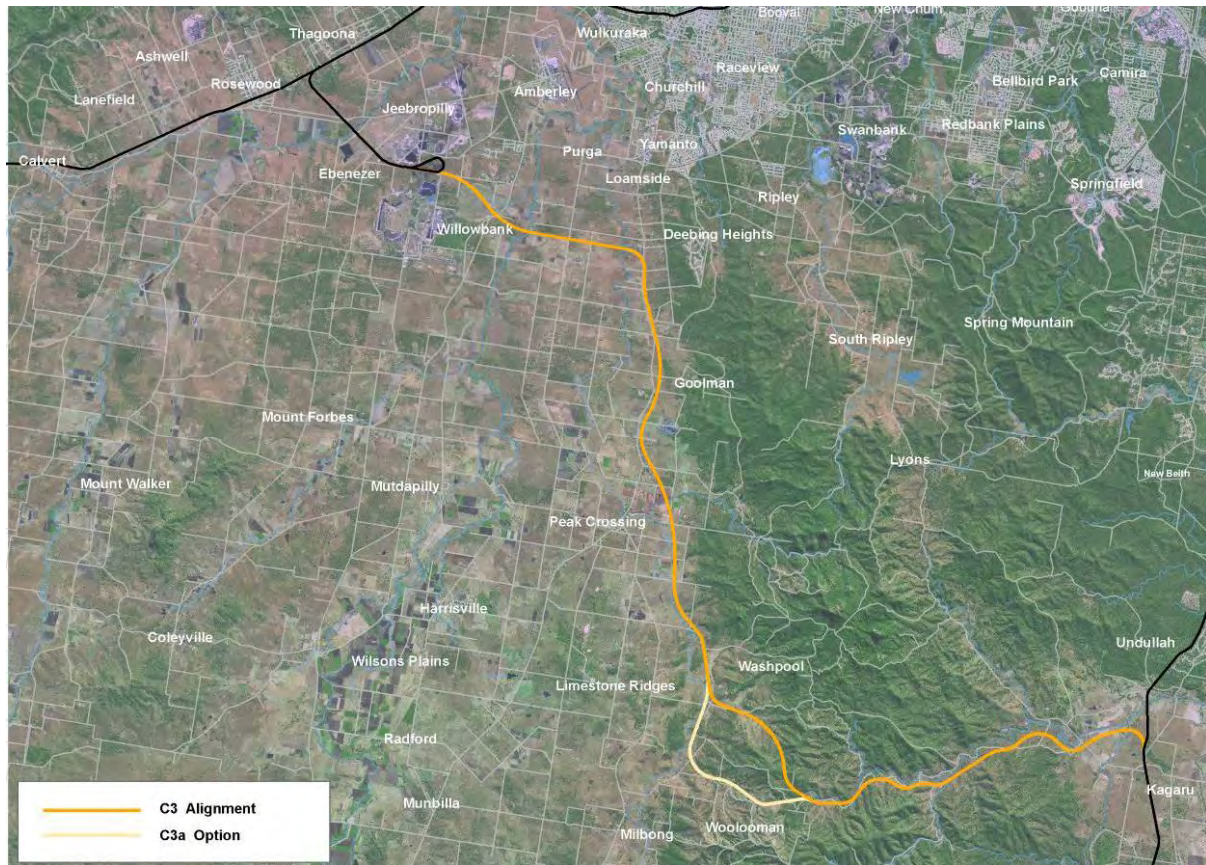 Booval
New Chum
Goodna
Thagoona
Wulkuraka
Ashwell
Raceview
Bellbird Park
Camira
Rosewood
Churchill
Amberley
Lanefield
Jeebropilly
Swanbank
Redbank Plains
Yamanto
Purga
Calvert
Ebenezer
Loamside
Springfield
Ripley
Willowbank
Deebing Heights
Spring Mountain
South Ripley
Goolman
Mount Forbes
Lyons
New Beith
Mount Walker
Mutdapilly
Peak Crossing
Harrisville
Coleyville
Undullah
Wilsons Plains
Washpool
Limestone Ridges
Radford
Kagaru
Munbilla
Milbong
Woolooman
C3 Alignment
C3a Option